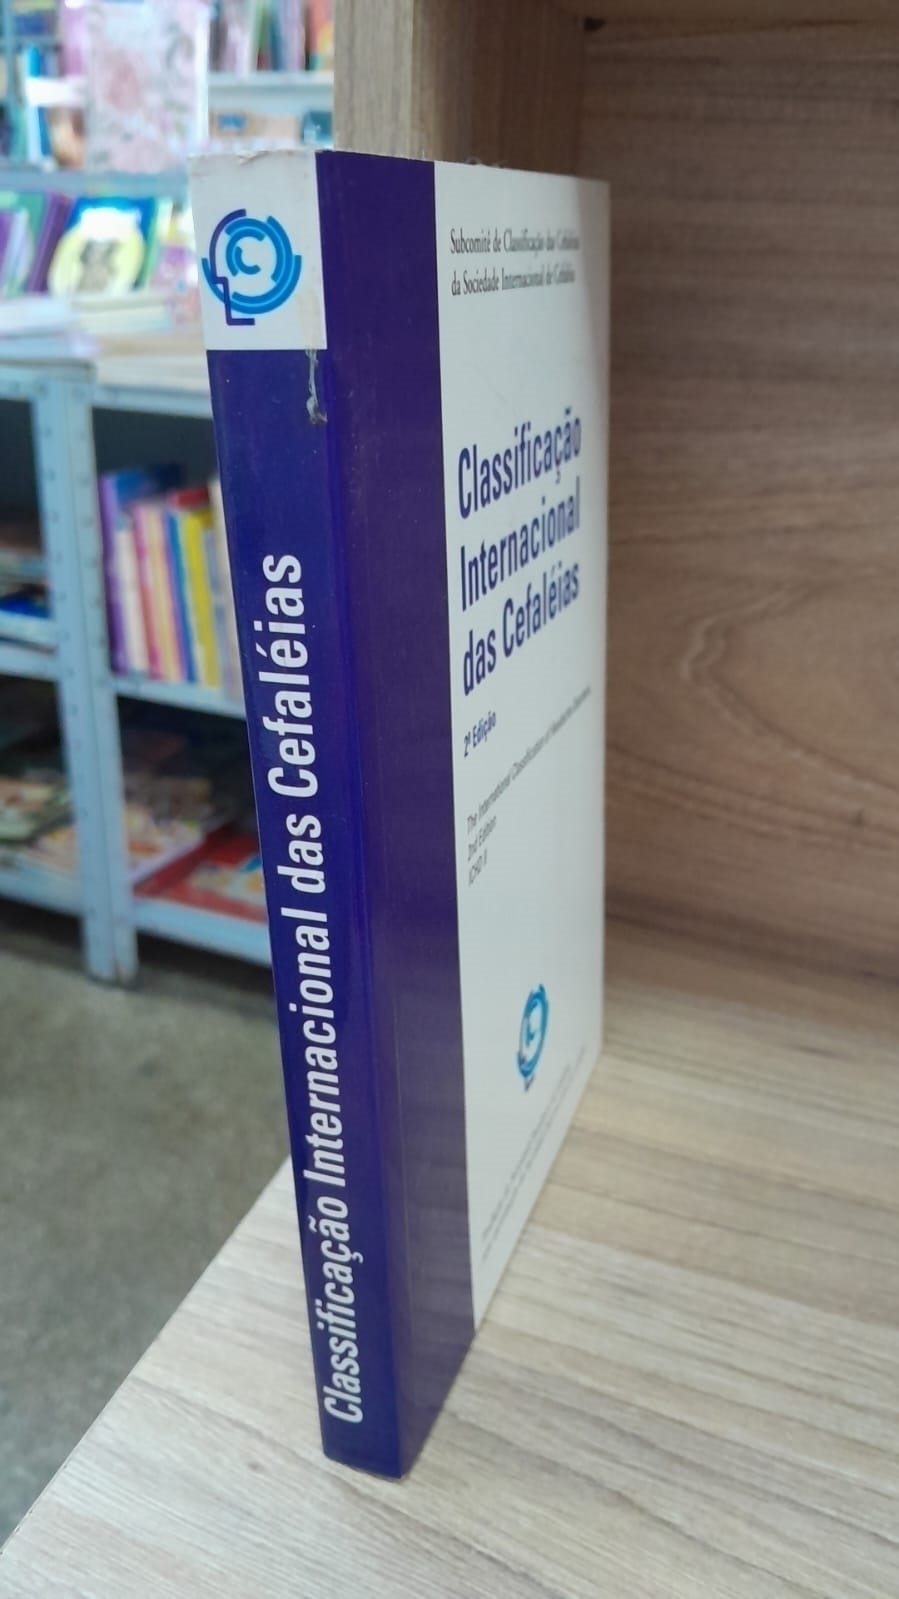 Classificação Internacional das Cefaléias
Subcomitê de Classificação das Cefaléias
da Sociedade Internacional de Cefaléia
Classificação
Internacional
das Cefaléias
2ª Edição
The International Classification of Headache Disorders
2nd Edition
ICHD II